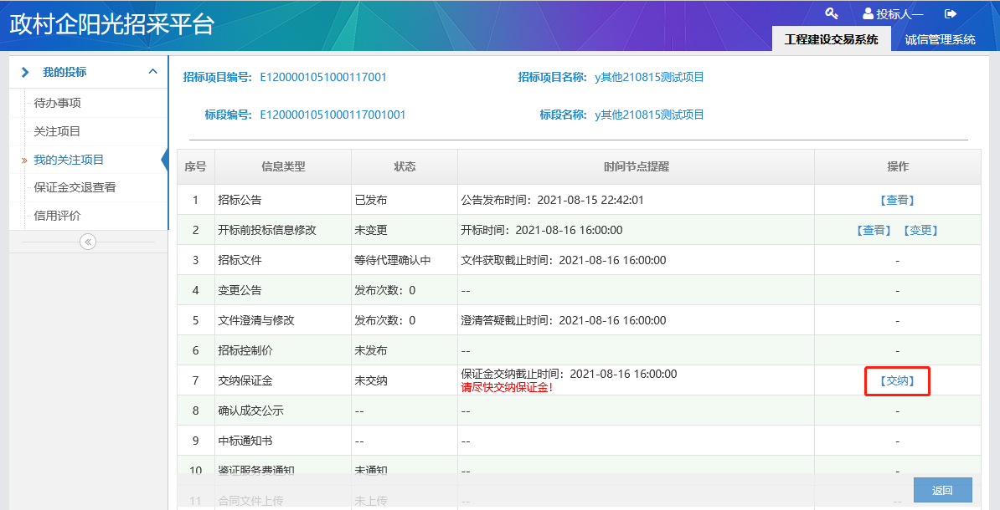 政村企阳光招采平台
投标人一
工程建设交易系统 诚信管理系统
我的投标
待办事项
关注项目
我的关注项目
保证金交退查看
信用评价
招标项目编号: E1200001051000117001 招标项目名称: y其他210815测试项目
标段编号: E1200001051000117001001 标段名称: y其他210815测试项目
序号 信息类型 状态 时间节点提醒 操作
1 招标公告 已发布 公告发布时间：2021-08-15 22:42:01 【查看】
2 开标前投标信息修改 未变更 开标时间：2021-08-16 16:00:00 【查看】 【变更】
3 招标文件 等待代理确认中 文件获取截止时间：2021-08-16 16:00:00 -
4 变更公告 发布次数：0 -- -
5 文件澄清与修改 发布次数：0 澄清答疑截止时间：2021-08-16 16:00:00 -
6 招标控制价 未发布 -- -
7 交纳保证金 未交纳 保证金交纳截止时间：2021-08-16 16:00:00 【交纳】
请尽快交纳保证金!
8 确认成交公示 -- -- -
9 中标通知书 -- -- -
10 鉴证服务费通知 未通知 -- -
11 合同文件上传 未上传 -- --
返回